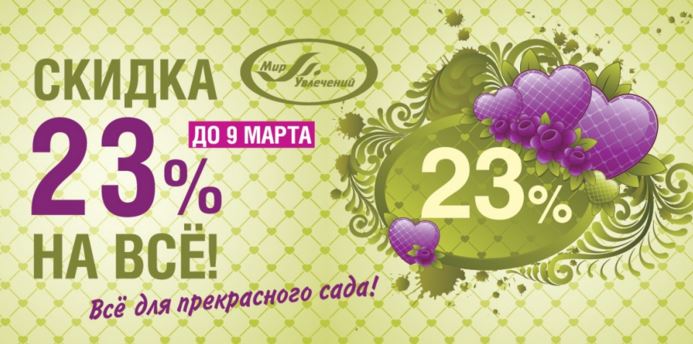 Мир
Увлечений
СКИДКА
23%
ДО 9 МАРТА
НА ВСЁ!
Всё для прекрасного сада!
23%